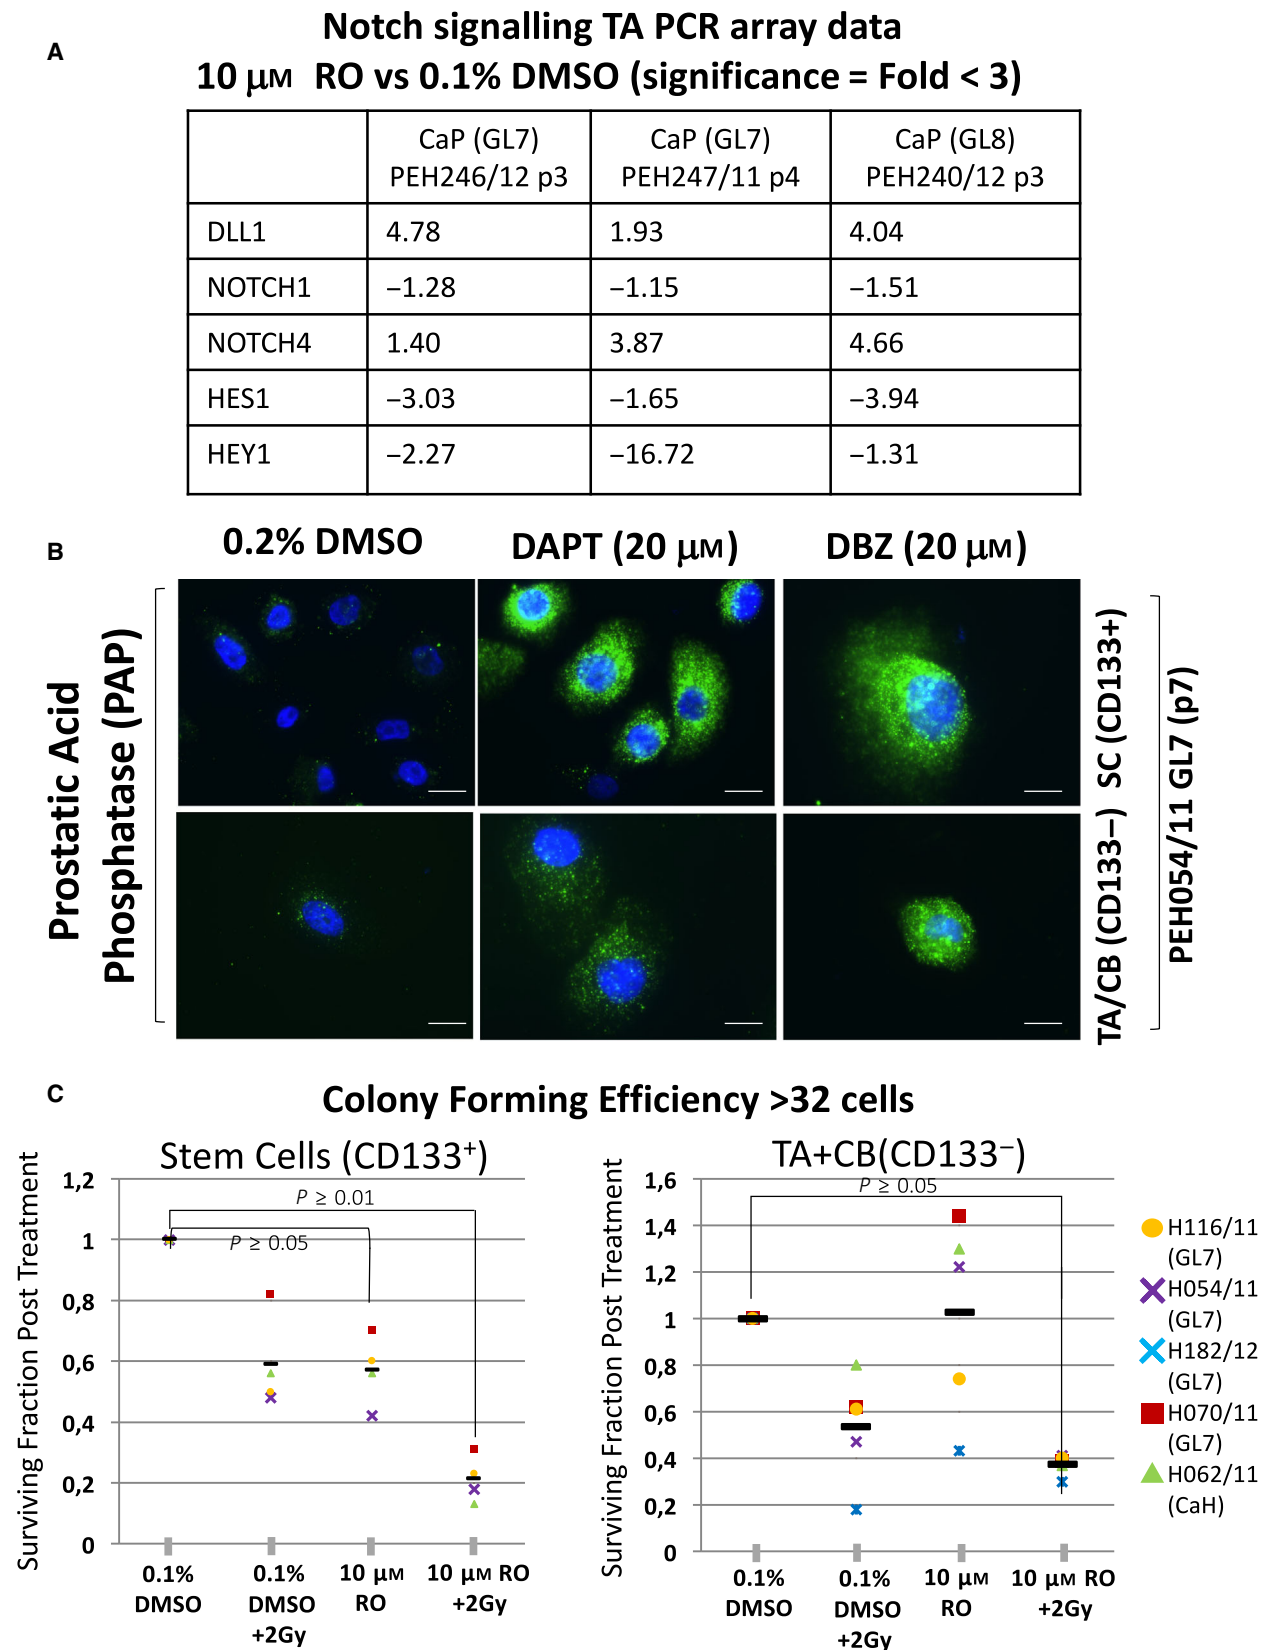 A
Notch signalling TA PCR array data
10 μM RO vs 0.1% DMSO (significance = Fold < 3)
CaP (GL7) PEH246/12 p3
CaP (GL7) PEH247/11 p4
CaP (GL8) PEH240/12 p3
DLL1 4.78 1.93 4.04
NOTCH1 −1.28 −1.15 −1.51
NOTCH4 1.40 3.87 4.66
HES1 −3.03 −1.65 −3.94
HEY1 −2.27 −16.72 −1.31
B
0.2% DMSO
DAPT (20 μM)
DBZ (20 μM)
Prostatic Acid
Phosphatase (PAP)
SC (CD133+)
TA/CB (CD133−)
PEH054/11 GL7 (p7)
C
Colony Forming Efficiency >32 cells
Stem Cells (CD133+)
Surviving Fraction Post Treatment
1,2
1
0,8
0,6
0,4
0,2
0
P ≥ 0.01
P ≥ 0.05
0.1% DMSO
0.1% DMSO +2Gy
10 μM RO
10 μM RO +2Gy
TA+CB(CD133−)
Surviving Fraction Post Treatment
1,6
1,4
1,2
1
0,8
0,6
0,4
0,2
0
P ≥ 0.05
0.1% DMSO
0.1% DMSO +2Gy
10 μM RO
10 μM RO +2Gy
H116/11
(GL7)
H054/11
(GL7)
H182/12
(GL7)
H070/11
(GL7)
H062/11
(CaH)